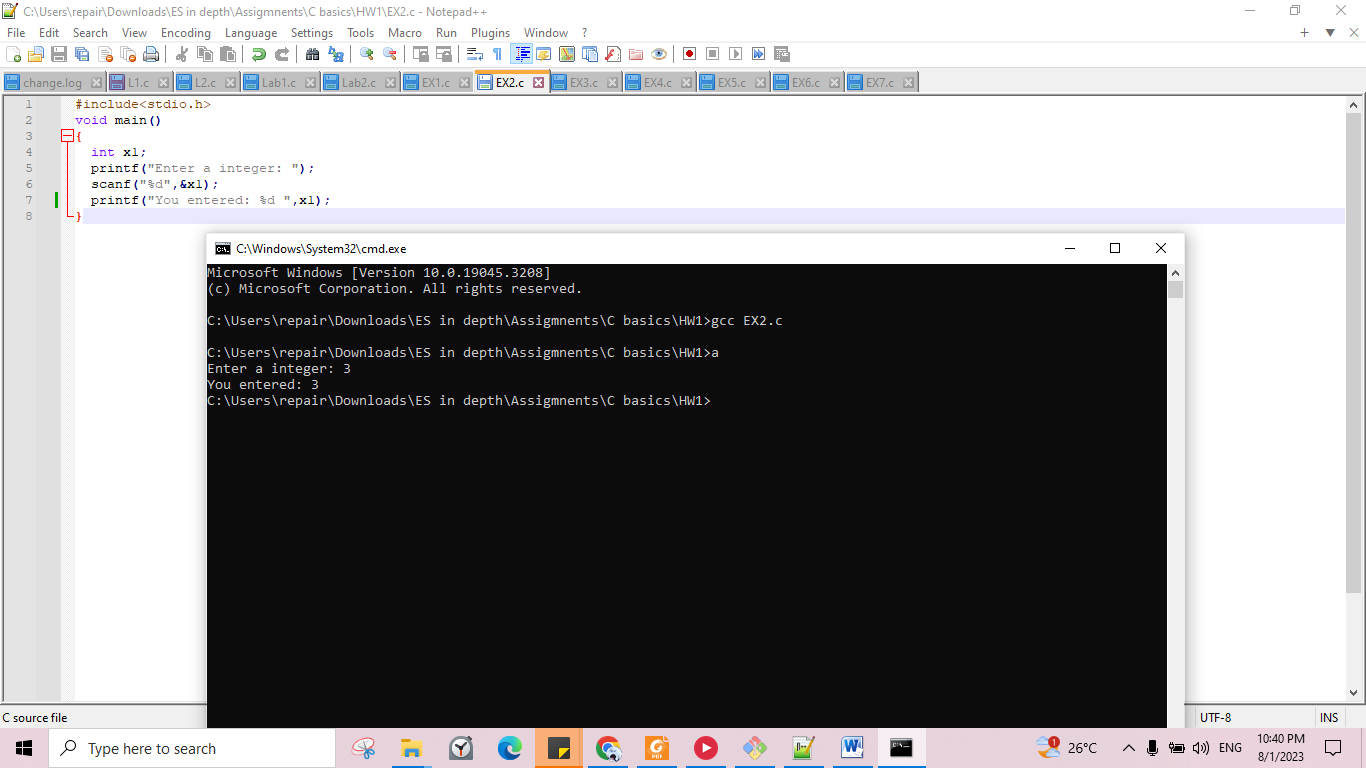 C:\Users\repair\Downloads\ES in depth\Assigmnents\C basics\HW1\EX2.c - Notepad++
File Edit Search View Encoding Language Settings Tools Macro Run Plugins Window ?
change.log L1.c L2.c Lab1.c Lab2.c EX1.c EX2.c EX3.c EX4.c EX5.c EX6.c EX7.c
1 #include<stdio.h>
2 void main()
3 {
4 int x1;
5 printf("Enter a integer: ");
6 scanf("%d",&x1);
7 printf("You entered: %d ",x1);
8 }
C:\Windows\System32\cmd.exe
Microsoft Windows [Version 10.0.19045.3208]
(c) Microsoft Corporation. All rights reserved.
C:\Users\repair\Downloads\ES in depth\Assigmnents\C basics\HW1>gcc EX2.c
C:\Users\repair\Downloads\ES in depth\Assigmnents\C basics\HW1>a
Enter a integer: 3
You entered: 3
C:\Users\repair\Downloads\ES in depth\Assigmnents\C basics\HW1>
C source file UTF-8 INS
Type here to search 26°C ENG 10:40 PM
8/1/2023